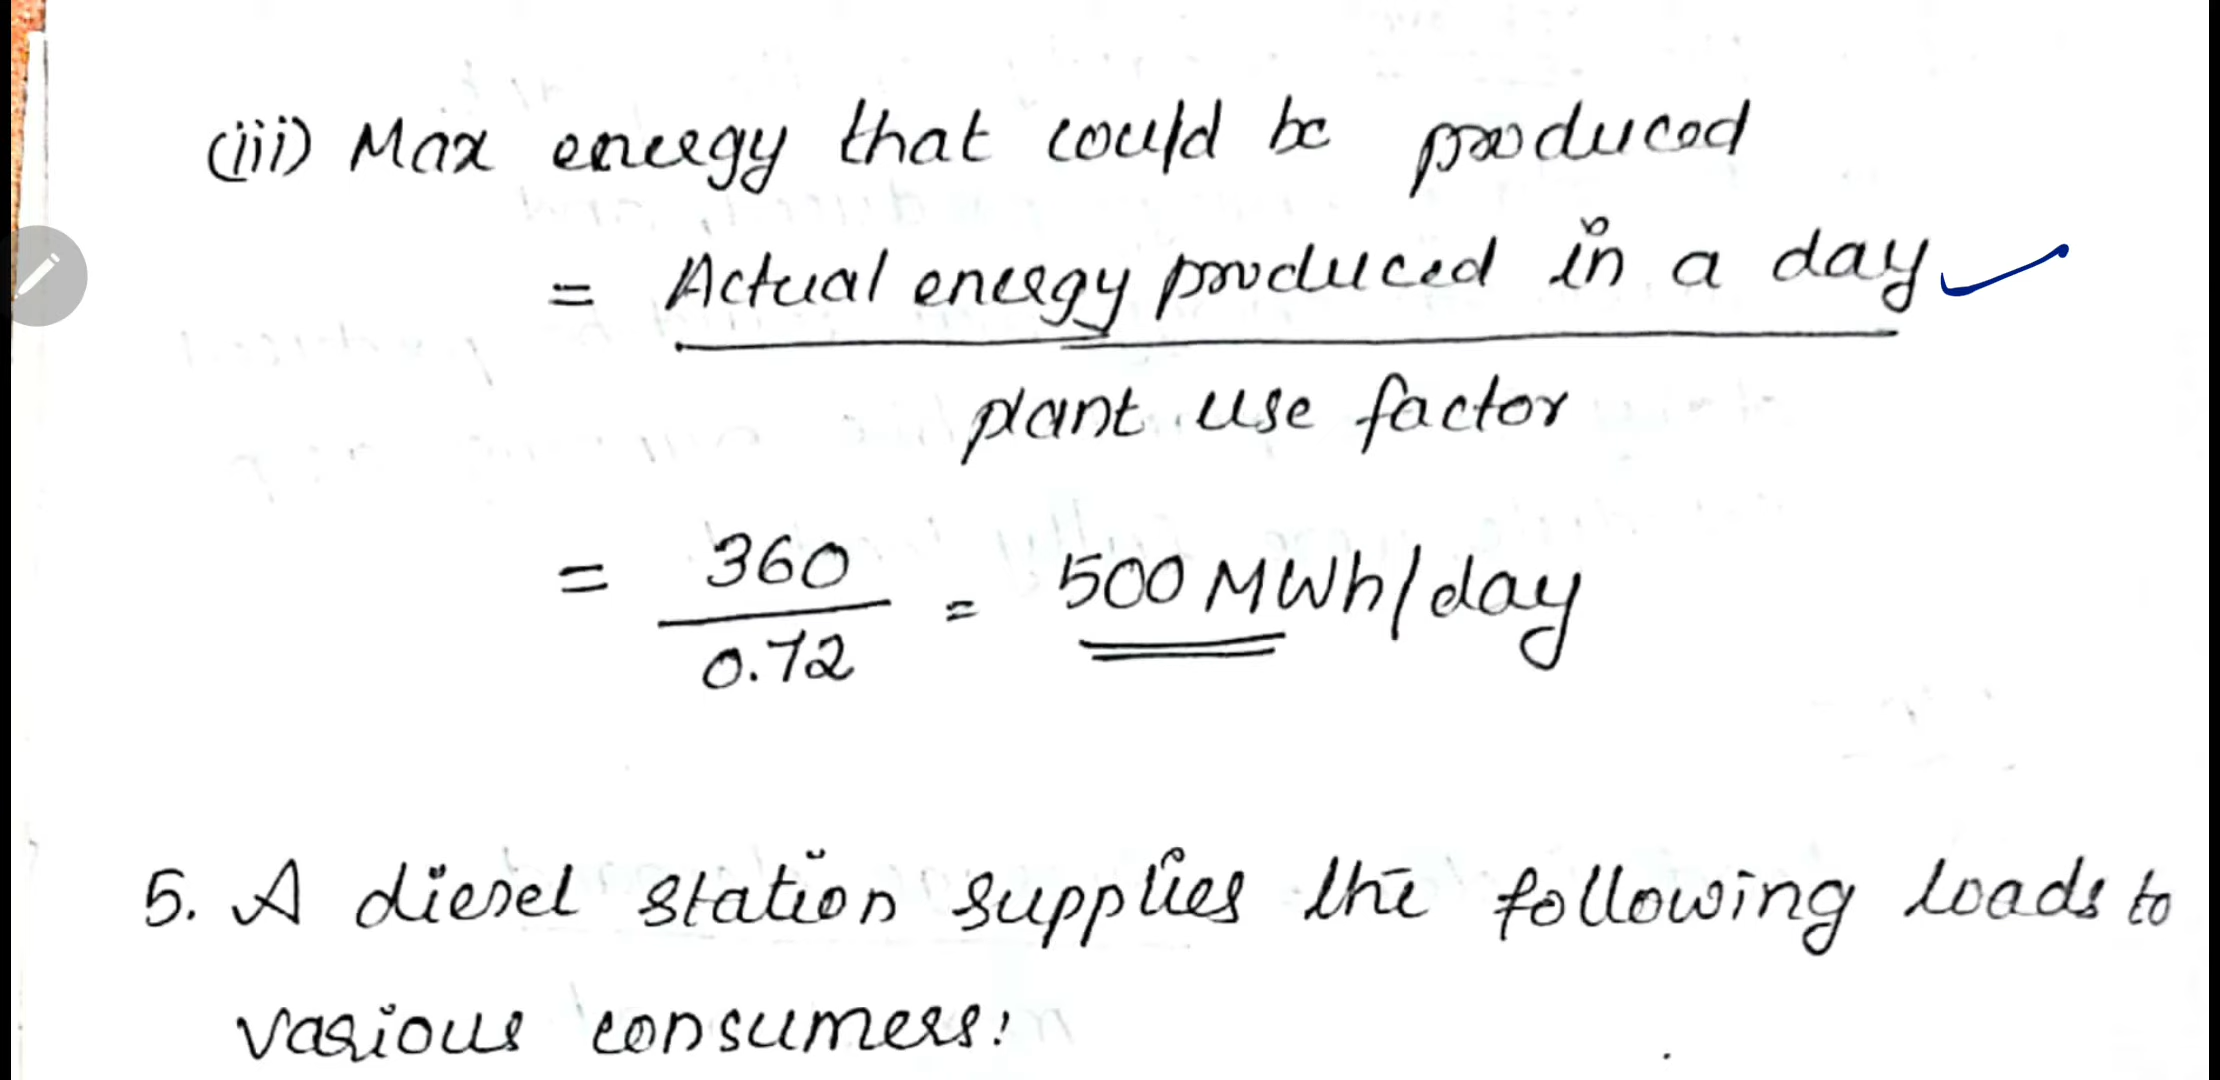 (iii) Max energy that could be produced
= Actual energy produced in a day
plant use factor
= 360 / 0.72 = 500 MWh/day
5. A diesel station supplies the following loads to
various consumers: